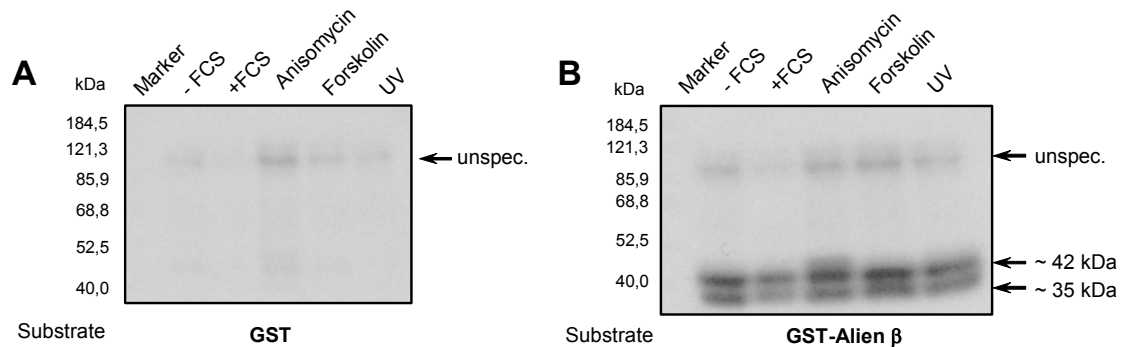 A
kDa
Marker
- FCS
+FCS
Anisomycin
Forskolin
UV
184,5
121,3
85,9
68,8
52,5
40,0
unspec.
Substrate
GST
B
kDa
Marker
- FCS
+FCS
Anisomycin
Forskolin
UV
184,5
121,3
85,9
68,8
52,5
40,0
unspec.
~ 42 kDa
~ 35 kDa
Substrate
GST-Alien β